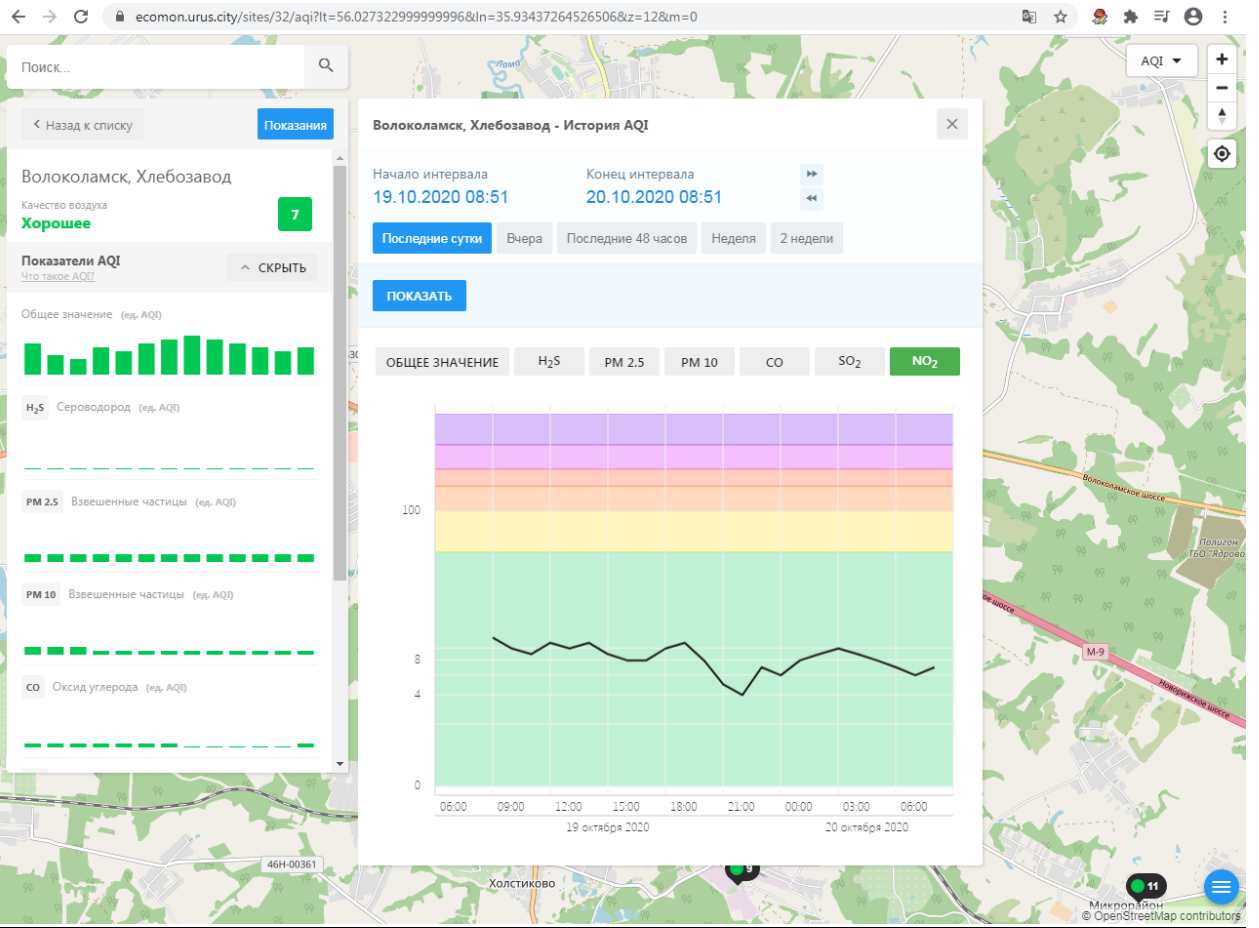 ecomon.urus.city/sites/32/aqi?lt=56.027322999999996&ln=35.93437264526506&z=12&m=0
Поиск...
AQI
Лама
Назад к списку
Показания
Волоколамск, Хлебозавод
Качество воздуха
Хорошее
7
Показатели AQI
Что такое AQI?
СКРЫТЬ
Общее значение (ед. AQI)
H₂S Сероводород (ед. AQI)
PM 2.5 Взвешенные частицы (ед. AQI)
PM 10 Взвешенные частицы (ед. AQI)
CO Оксид углерода (ед. AQI)
Волоколамск, Хлебозавод - История AQI
Начало интервала
19.10.2020 08:51
Конец интервала
20.10.2020 08:51
Последние сутки
Вчера
Последние 48 часов
Неделя
2 недели
ПОКАЗАТЬ
ОБЩЕЕ ЗНАЧЕНИЕ
H₂S
PM 2.5
PM 10
CO
SO₂
NO₂
100
8
4
0
06:00 09:00 12:00 15:00 18:00 21:00 00:00 03:00 06:00
19 октября 2020 20 октября 2020
Волоколамское шоссе
Полигон
ТБО "Ядрово
ое шоссе
М-9
Новорижское шоссе
46Н-00361
Холстиково
9
11
Микрорайон
© OpenStreetMap contributors